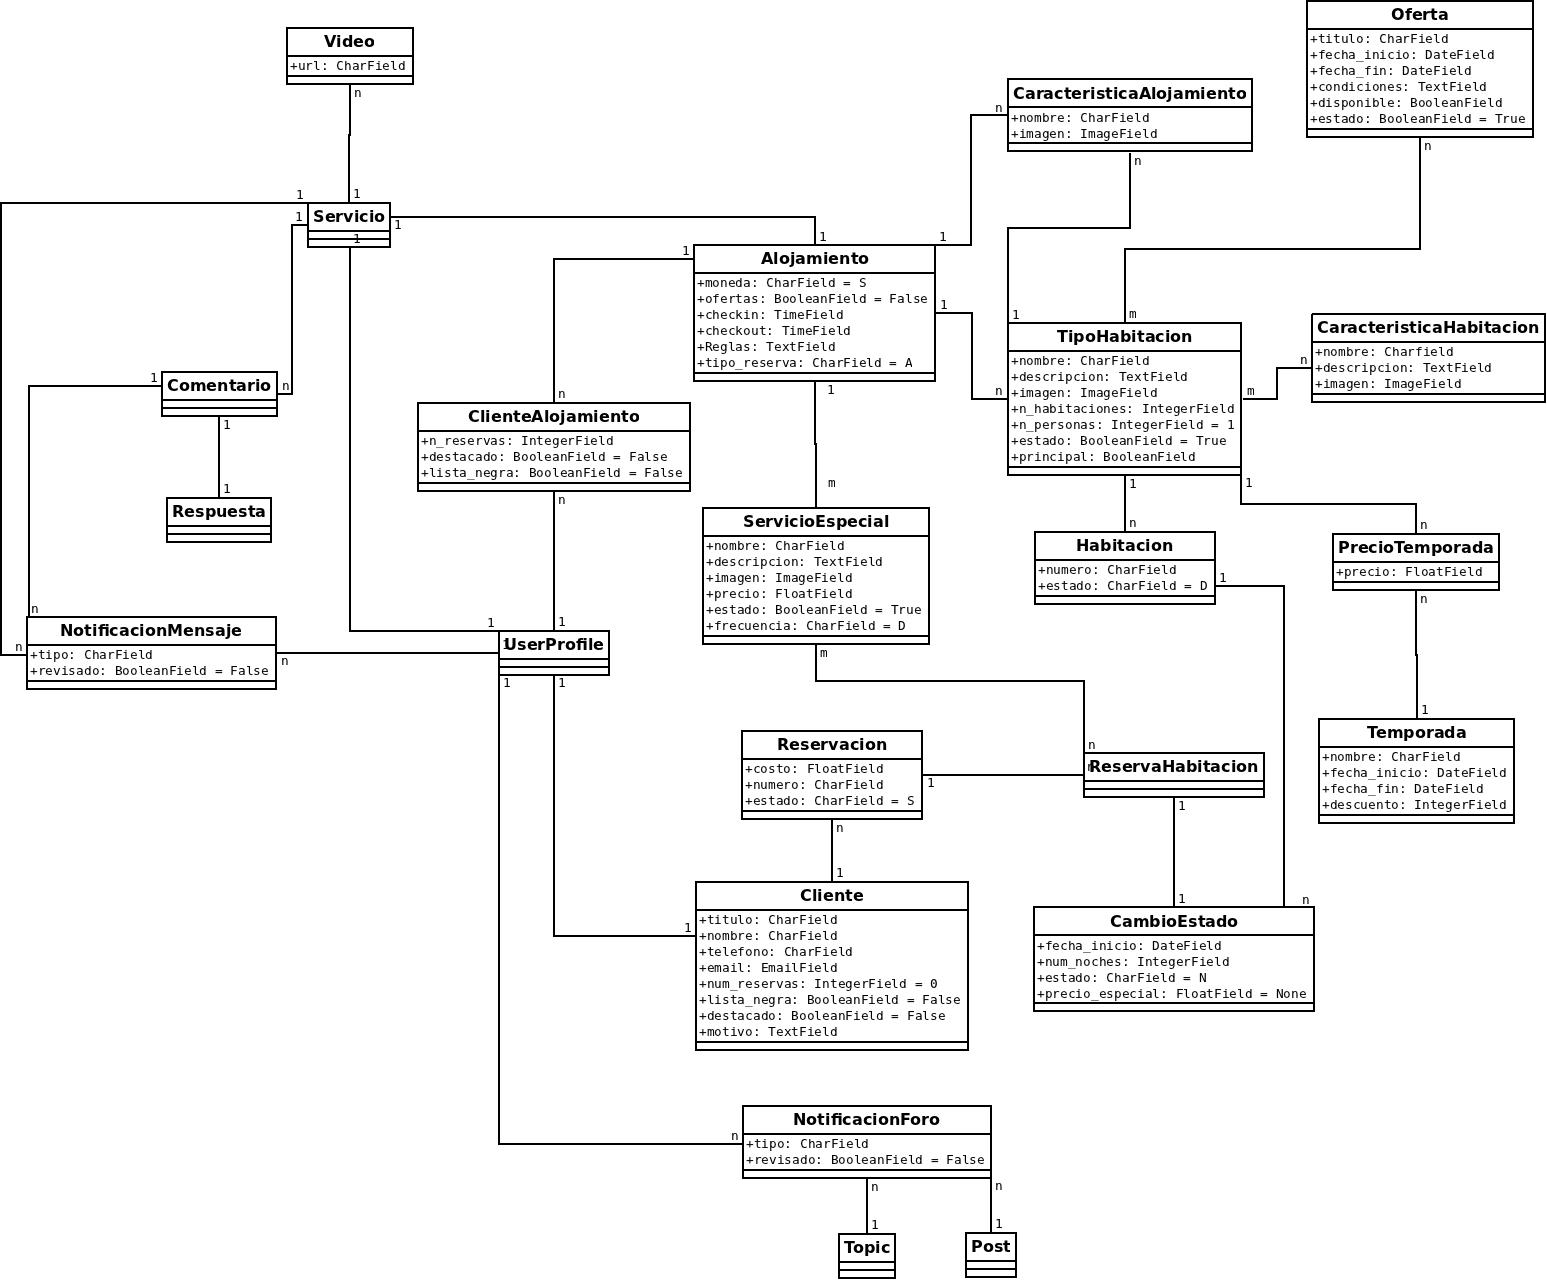 Video
+url: CharField
n
1
Servicio
1
1
1
1
Oferta
+titulo: CharField
+fecha_inicio: DateField
+fecha_fin: DateField
+condiciones: TextField
+disponible: BooleanField
+estado: BooleanField = True
n
m
CaracteristicaAlojamiento
+nombre: CharField
+imagen: ImageField
n
1
n
1
Alojamiento
+moneda: CharField = S
+ofertas: BooleanField = False
+checkin: TimeField
+checkout: TimeField
+Reglas: TextField
+tipo_reserva: CharField = A
1
1
1
n
1
m
TipoHabitacion
+nombre: CharField
+descripcion: TextField
+imagen: ImageField
+n_habitaciones: IntegerField
+n_personas: IntegerField = 1
+estado: BooleanField = True
+principal: BooleanField
m
n
CaracteristicaHabitacion
+nombre: Charfield
+descripcion: TextField
+imagen: ImageField
1
n
1
n
Comentario
1
n
1
1
Respuesta
n
ClienteAlojamiento
+n_reservas: IntegerField
+destacado: BooleanField = False
+lista_negra: BooleanField = False
n
1
ServicioEspecial
+nombre: CharField
+descripcion: TextField
+imagen: ImageField
+precio: FloatField
+estado: BooleanField = True
+frecuencia: CharField = D
m
n
Habitacion
+numero: CharField
+estado: CharField = D
1
n
PrecioTemporada
+precio: FloatField
n
1
Temporada
+nombre: CharField
+fecha_inicio: DateField
+fecha_fin: DateField
+descuento: IntegerField
n
n
NotificacionMensaje
+tipo: CharField
+revisado: BooleanField = False
n
1
1
UserProfile
1
1
Reservacion
+costo: FloatField
+numero: CharField
+estado: CharField = S
1
n
n
1
ReservaHabitacion
1
1
Cliente
+titulo: CharField
+nombre: CharField
+telefono: CharField
+email: EmailField
+num_reservas: IntegerField = 0
+lista_negra: BooleanField = False
+destacado: BooleanField = False
+motivo: TextField
1
CambioEstado
+fecha_inicio: DateField
+num_noches: IntegerField
+estado: CharField = N
+precio_especial: FloatField = None
n
NotificacionForo
+tipo: CharField
+revisado: BooleanField = False
n
n
1
1
Topic
Post